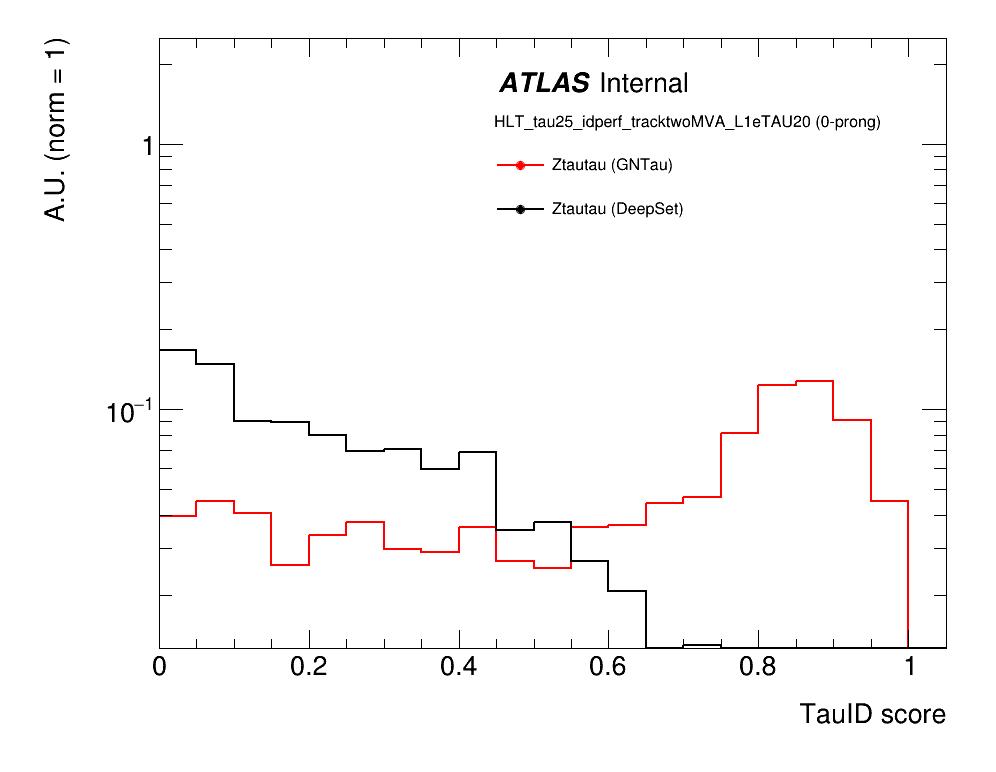 A.U. (norm = 1)
ATLAS Internal
HLT_tau25_idperf_tracktwoMVA_L1eTAU20 (0-prong)
Ztautau (GNTau)
Ztautau (DeepSet)
1
10⁻¹
0 0.2 0.4 0.6 0.8 1
TauID score